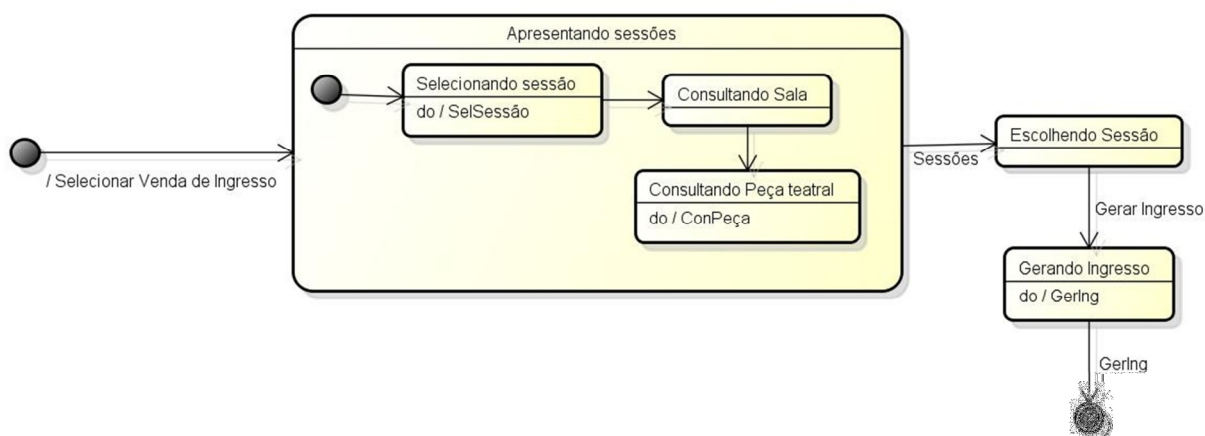 Apresentando sessões
Selecionando sessão
do / SelSessão
Consultando Sala
Consultando Peça teatral
do / ConPeça
/ Selecionar Venda de Ingresso
Sessões
Escolhendo Sessão
Gerar Ingresso
Gerando Ingresso
do / GerIng
GerIng